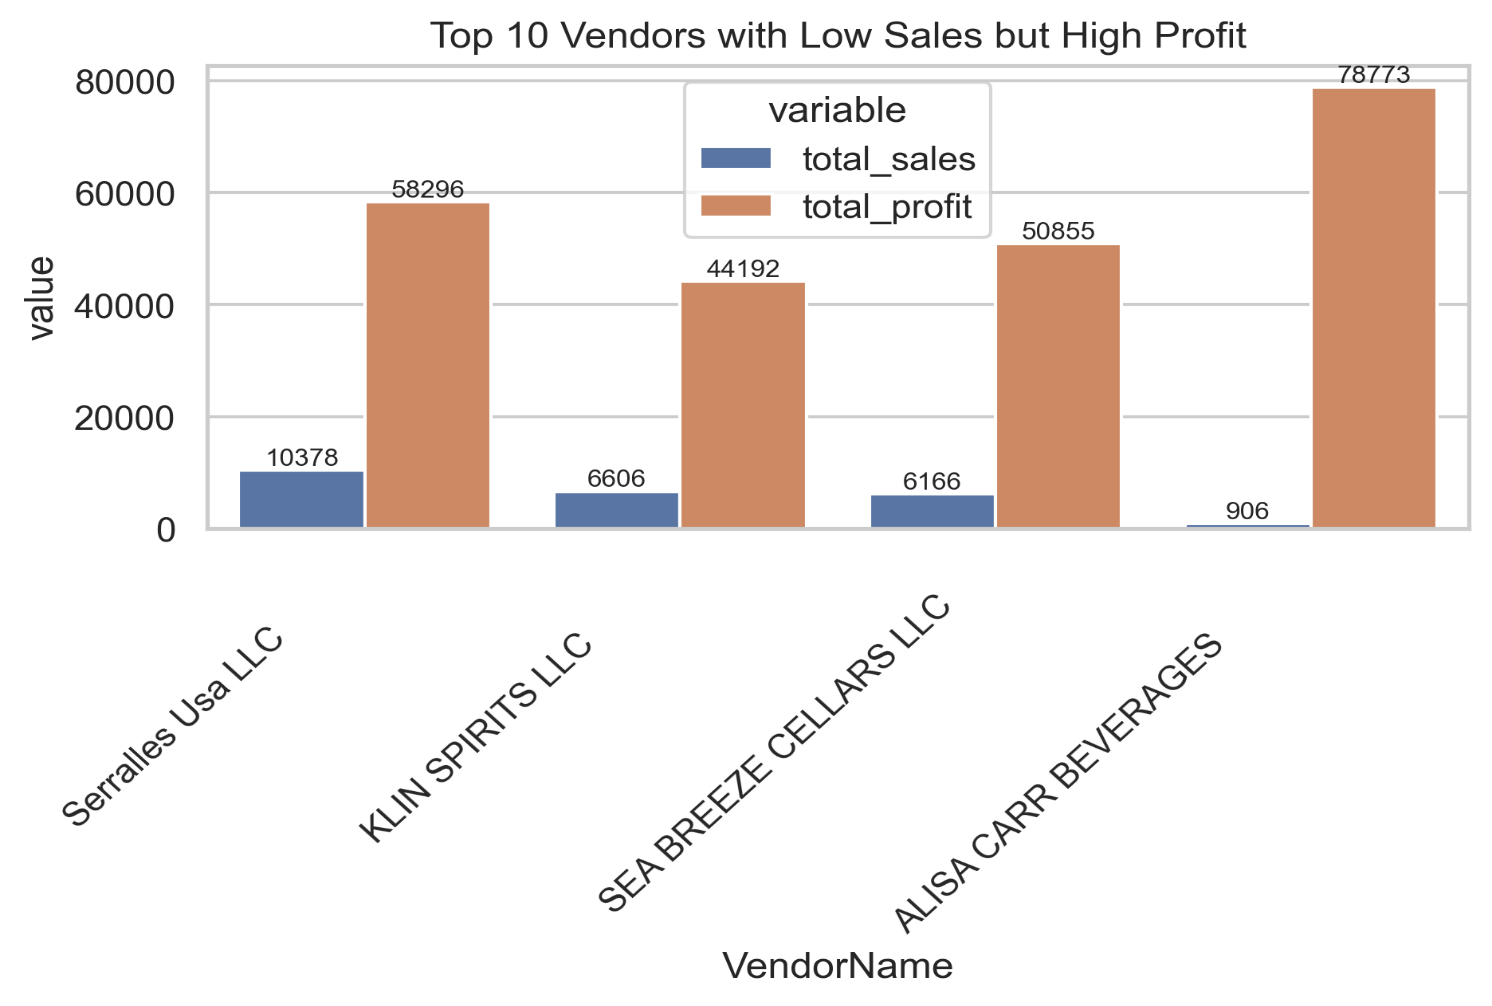 Top 10 Vendors with Low Sales but High Profit
variable
total_sales
total_profit
value
80000
60000
40000
20000
0
10378
58296
6606
44192
6166
50855
906
78773
Serralles Usa LLC
KLIN SPIRITS LLC
SEA BREEZE CELLARS LLC
ALISA CARR BEVERAGES
VendorName